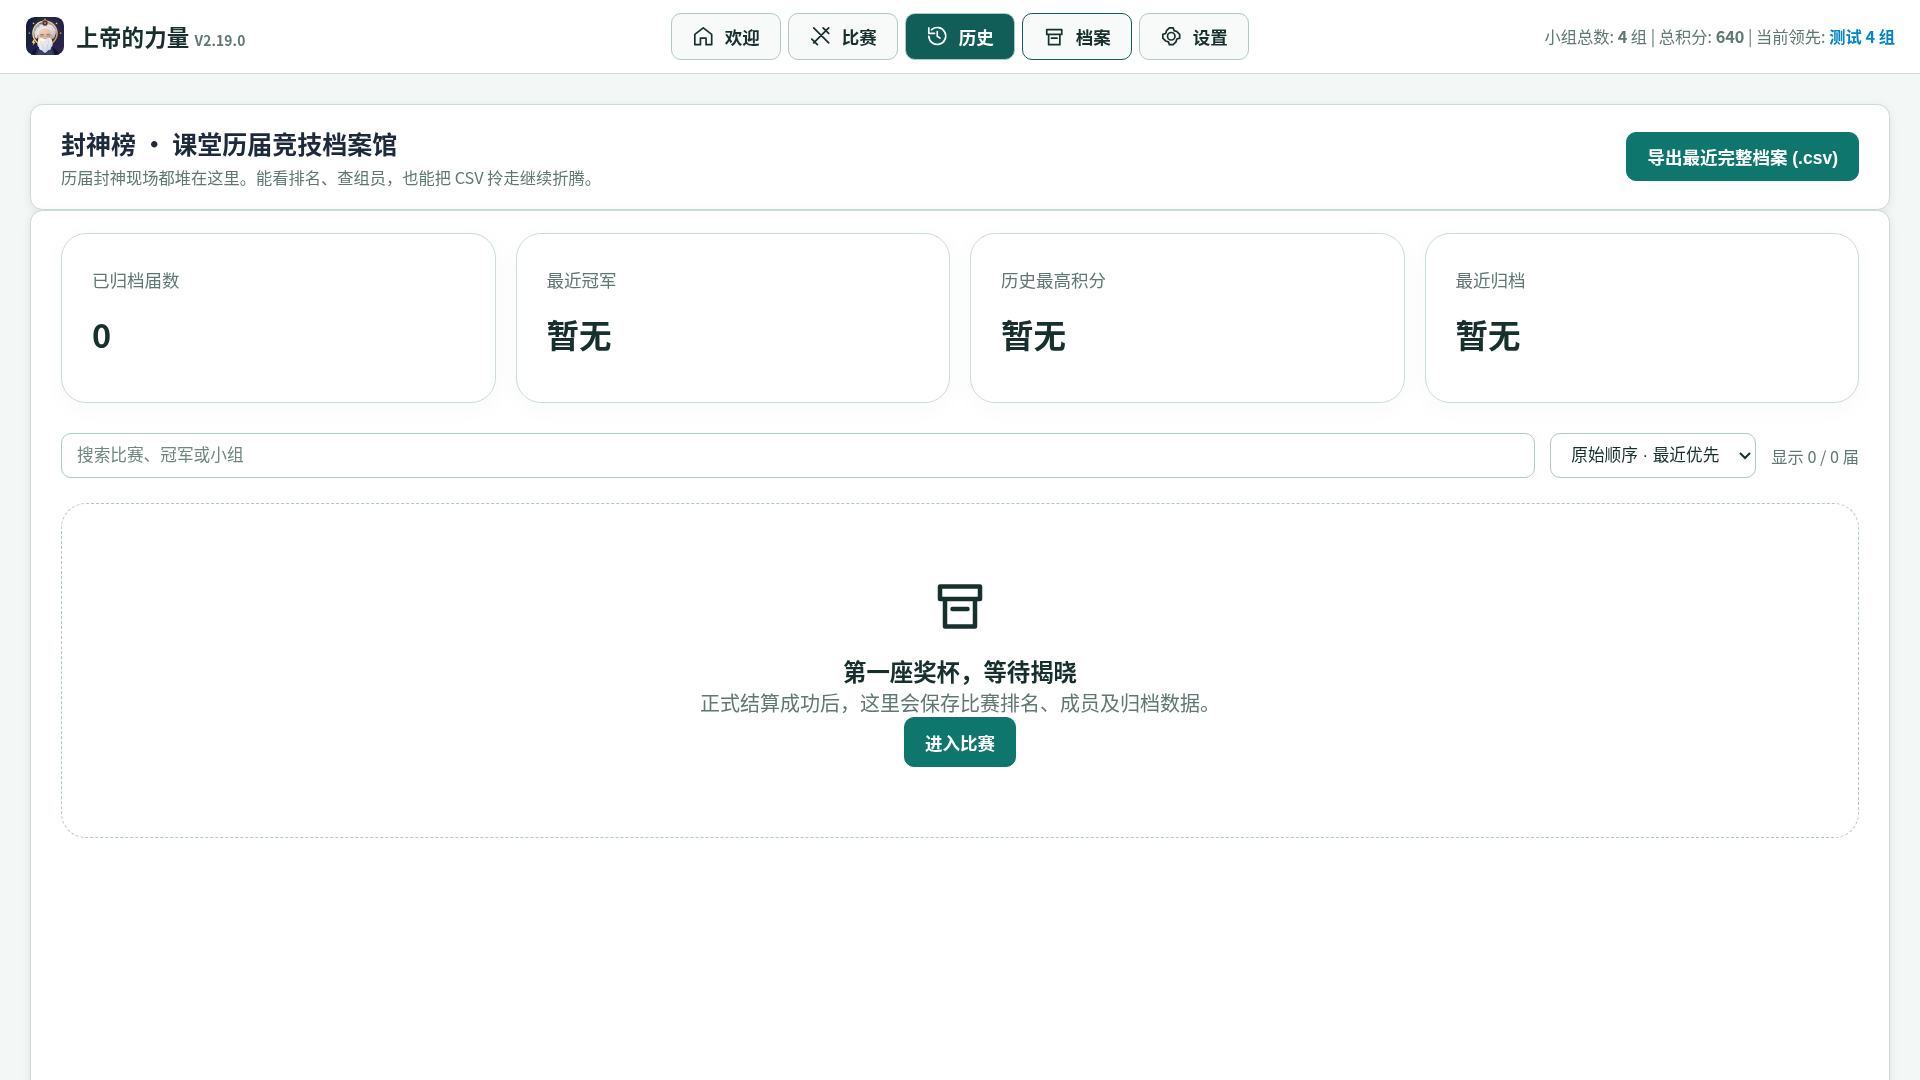 上帝的力量 V2.19.0
欢迎
比赛
历史
档案
设置
小组总数: 4 组 | 总积分: 640 | 当前领先: 测试 4 组
封神榜 · 课堂历届竞技档案馆
历届封神现场都堆在这里。能看排名、查组员，也能把 CSV 拎走继续折腾。
导出最近完整档案 (.csv)
已归档届数
0
最近冠军
暂无
历史最高积分
暂无
最近归档
暂无
搜索比赛、冠军或小组
原始顺序 · 最近优先
显示 0 / 0 届
第一座奖杯，等待揭晓
正式结算成功后，这里会保存比赛排名、成员及归档数据。
进入比赛